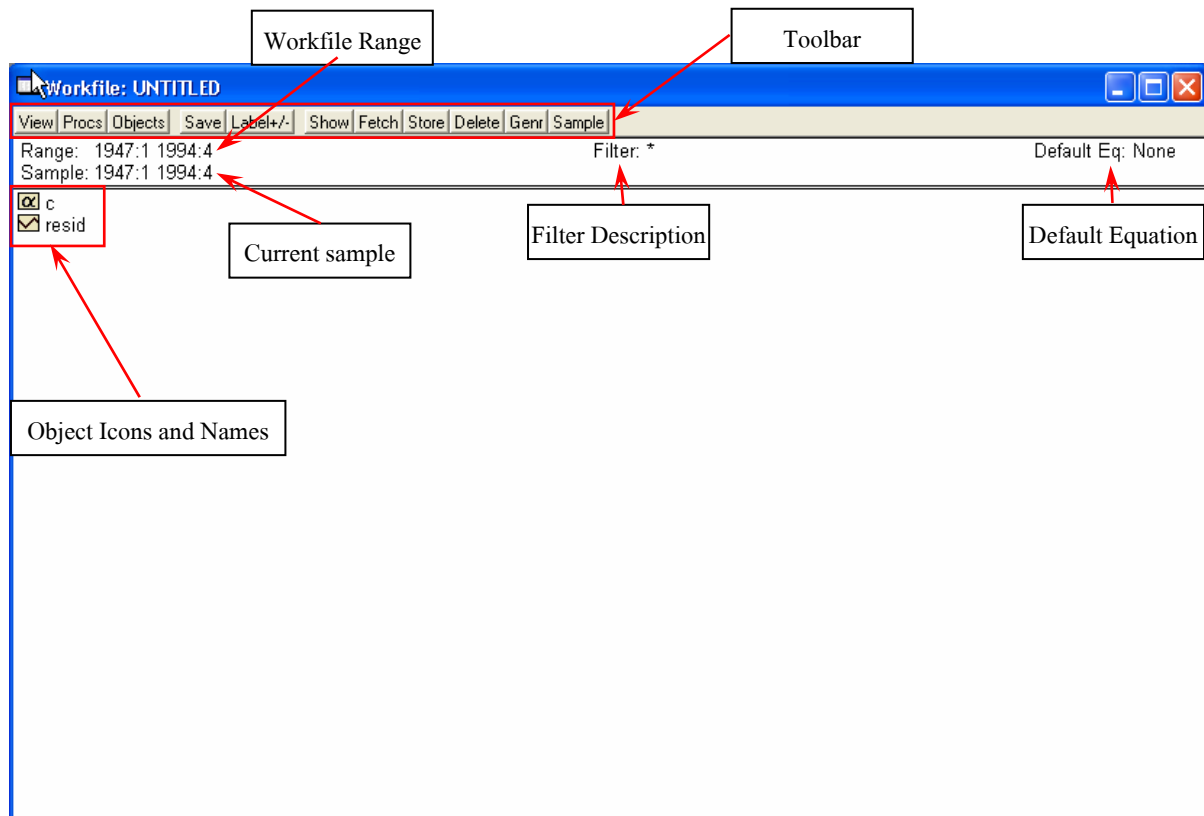 Workfile Range
Toolbar
Workfile: UNTITLED
View Procs Objects Save Label+/- Show Fetch Store Delete Genr Sample
Range: 1947:1 1994:4 Filter: * Default Eq: None
Sample: 1947:1 1994:4
α c
resid
Current sample
Filter Description
Default Equation
Object Icons and Names